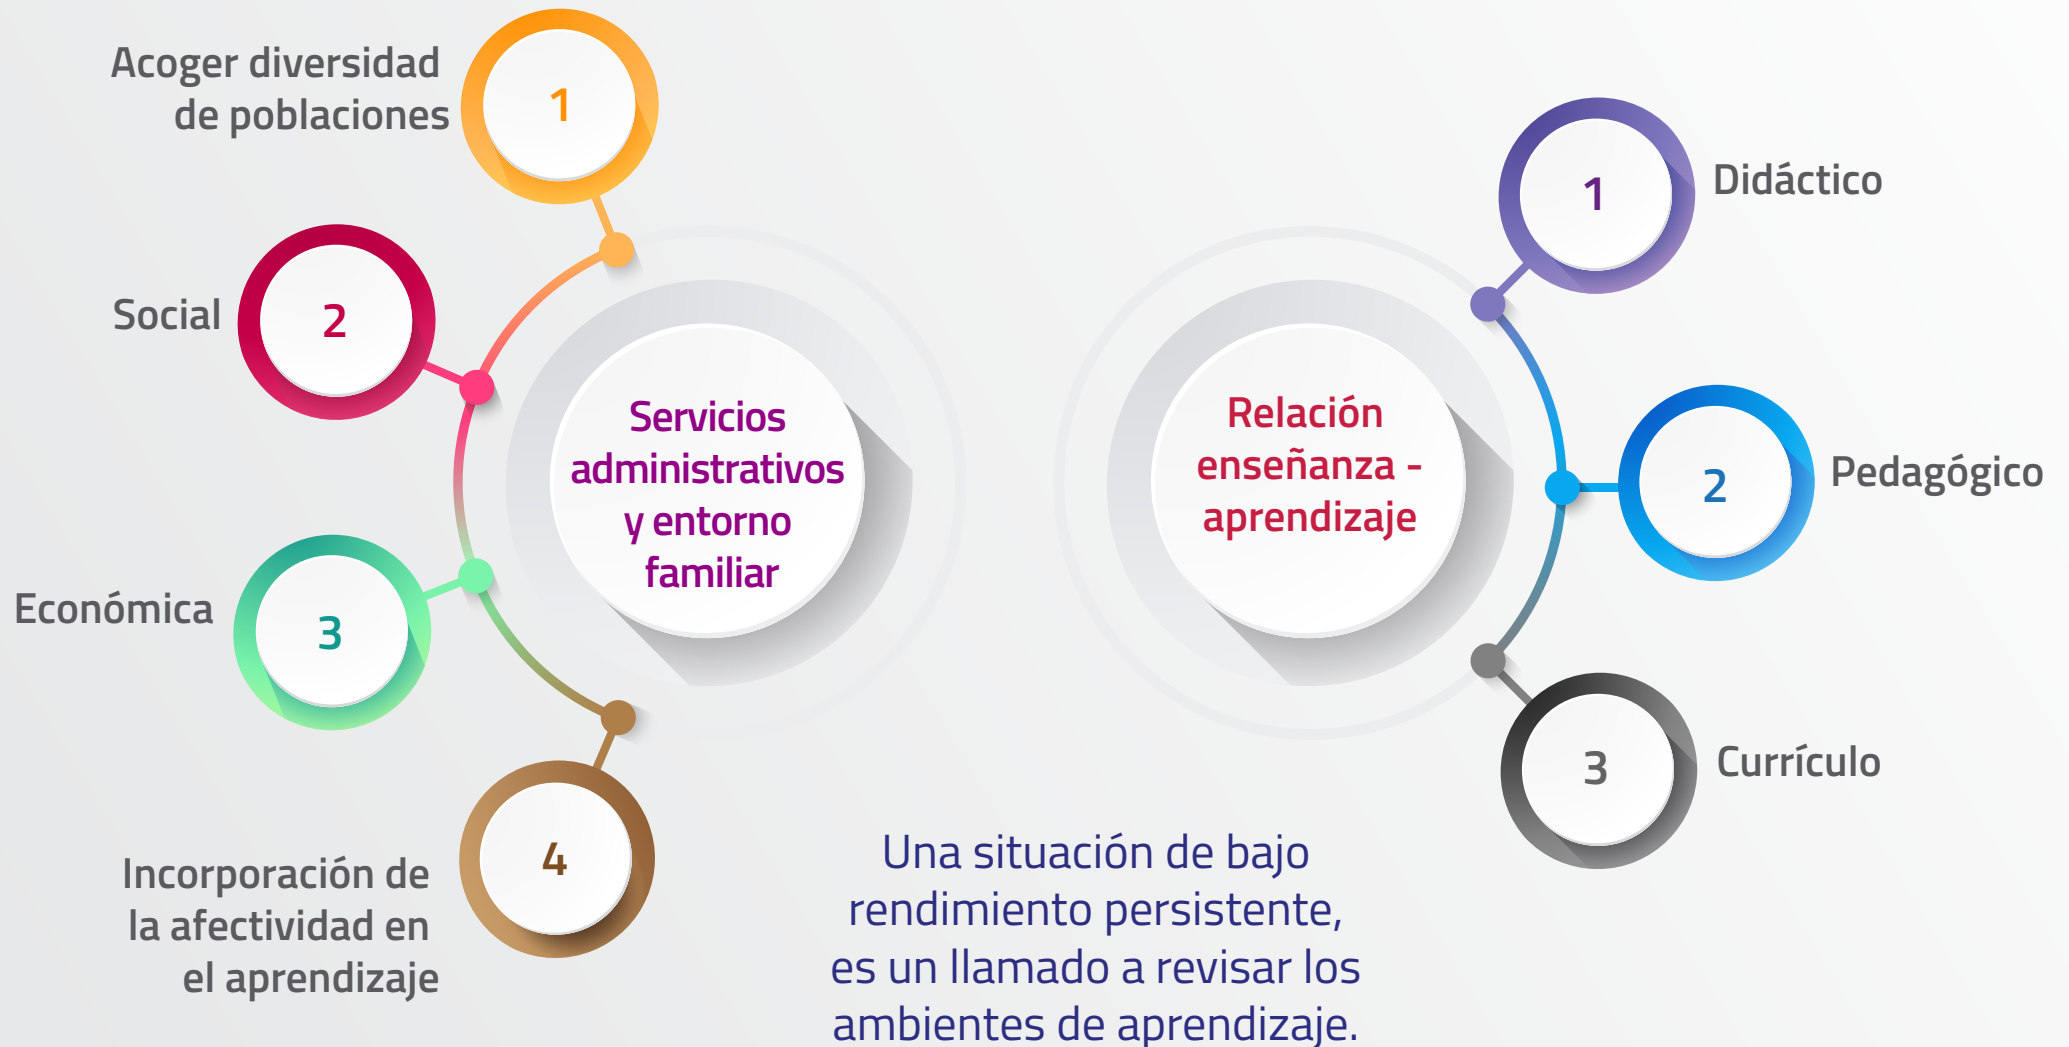 Acoger diversidad
de poblaciones
1
Social
2
Económica
3
Incorporación de
la afectividad en
el aprendizaje
4
Servicios
administrativos
y entorno
familiar
Relación
enseñanza -
aprendizaje
1
Didáctico
2
Pedagógico
3
Currículo
Una situación de bajo
rendimiento persistente,
es un llamado a revisar los
ambientes de aprendizaje.